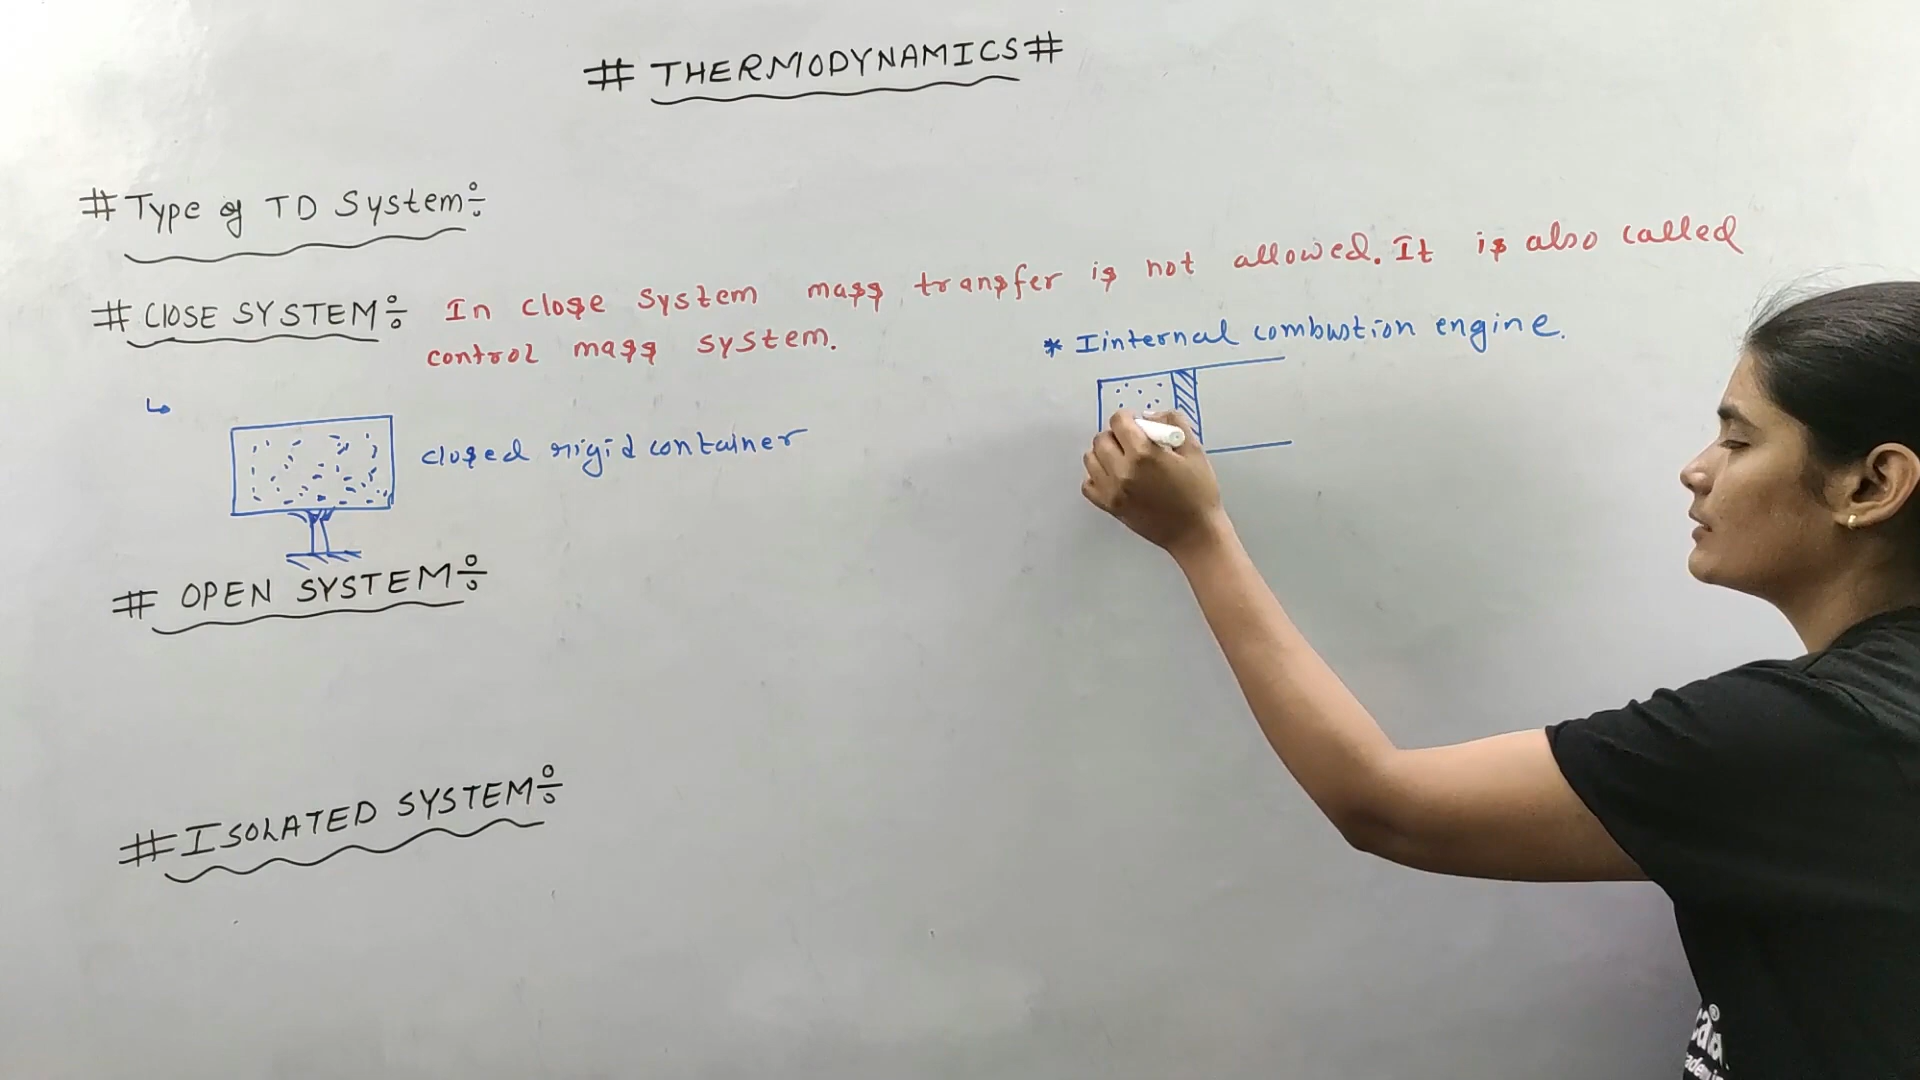 # THERMODYNAMICS #
# Type of TD System÷
# ClOSE SYSTEM÷ In close system mass transfer is not allowed. It is also called
control mass system.
* Iinternal combustion engine.
closed rigid container
# OPEN SYSTEM÷
# ISOLATED SYSTEM÷